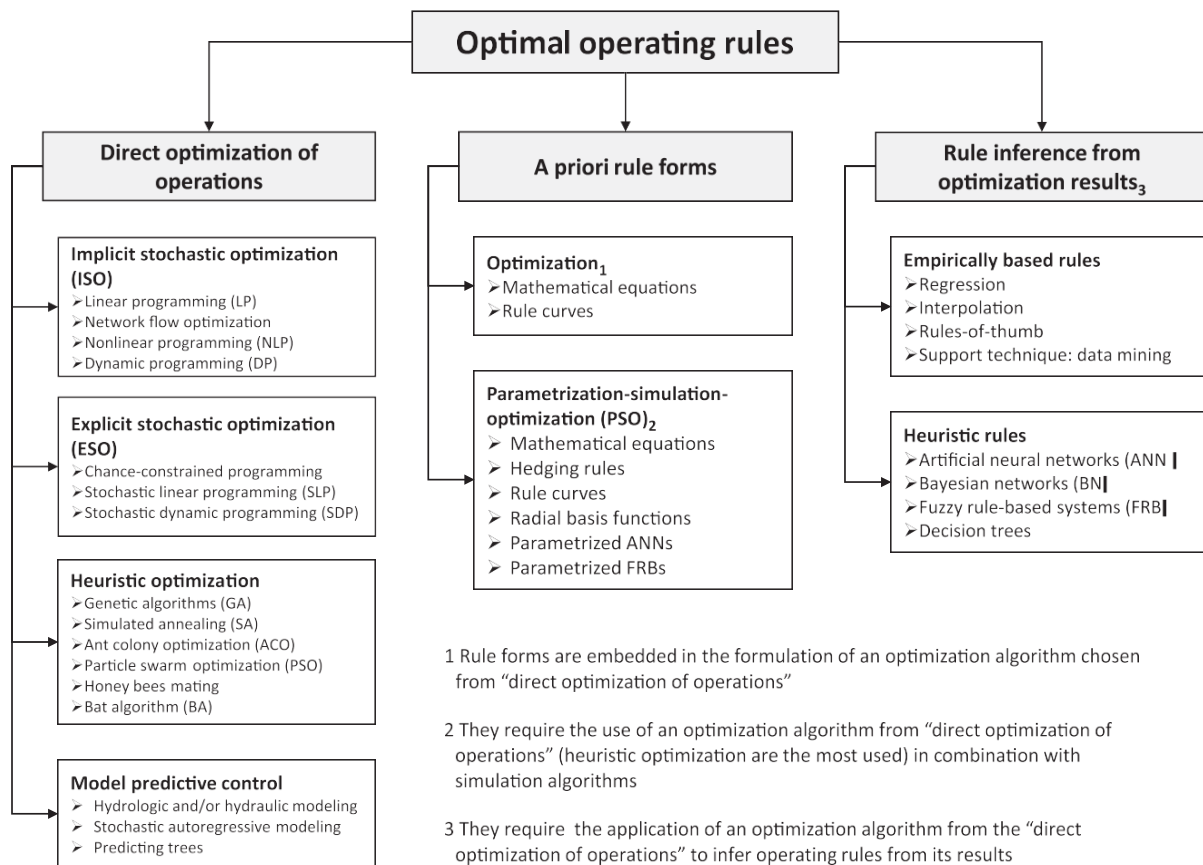 Optimal operating rules
Direct optimization of
operations
Implicit stochastic optimization
(ISO)
➢Linear programming (LP)
➢Network flow optimization
➢Nonlinear programming (NLP)
➢Dynamic programming (DP)
Explicit stochastic optimization
(ESO)
➢Chance-constrained programming
➢Stochastic linear programming (SLP)
➢Stochastic dynamic programming (SDP)
Heuristic optimization
➢Genetic algorithms (GA)
➢Simulated annealing (SA)
➢Ant colony optimization (ACO)
➢Particle swarm optimization (PSO)
➢Honey bees mating
➢Bat algorithm (BA)
Model predictive control
➢ Hydrologic and/or hydraulic modeling
➢ Stochastic autoregressive modeling
➢ Predicting trees
A priori rule forms
Optimization₁
➢Mathematical equations
➢Rule curves
Parametrization-simulation-
optimization (PSO)₂
➢ Mathematical equations
➢ Hedging rules
➢ Rule curves
➢ Radial basis functions
➢ Parametrized ANNs
➢ Parametrized FRBs
Rule inference from
optimization results₃
Empirically based rules
➢Regression
➢Interpolation
➢Rules-of-thumb
➢Support technique: data mining
Heuristic rules
➢Artificial neural networks (ANN
➢Bayesian networks (BN
➢Fuzzy rule-based systems (FRB
➢Decision trees
1 Rule forms are embedded in the formulation of an optimization algorithm chosen
from “direct optimization of operations”
2 They require the use of an optimization algorithm from “direct optimization of
operations” (heuristic optimization are the most used) in combination with
simulation algorithms
3 They require the application of an optimization algorithm from the “direct
optimization of operations” to infer operating rules from its results